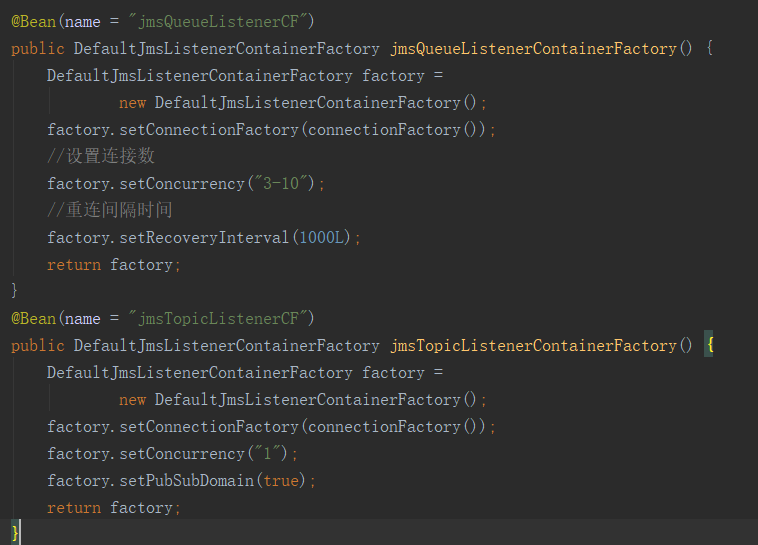 @Bean(name = "jmsQueueListenerCF")
public DefaultJmsListenerContainerFactory jmsQueueListenerContainerFactory() {
    DefaultJmsListenerContainerFactory factory =
            new DefaultJmsListenerContainerFactory();
    factory.setConnectionFactory(connectionFactory());
    //设置连接数
    factory.setConcurrency("3-10");
    //重连间隔时间
    factory.setRecoveryInterval(1000L);
    return factory;
}
@Bean(name = "jmsTopicListenerCF")
public DefaultJmsListenerContainerFactory jmsTopicListenerContainerFactory() {
    DefaultJmsListenerContainerFactory factory =
            new DefaultJmsListenerContainerFactory();
    factory.setConnectionFactory(connectionFactory());
    factory.setConcurrency("1");
    factory.setPubSubDomain(true);
    return factory;
}